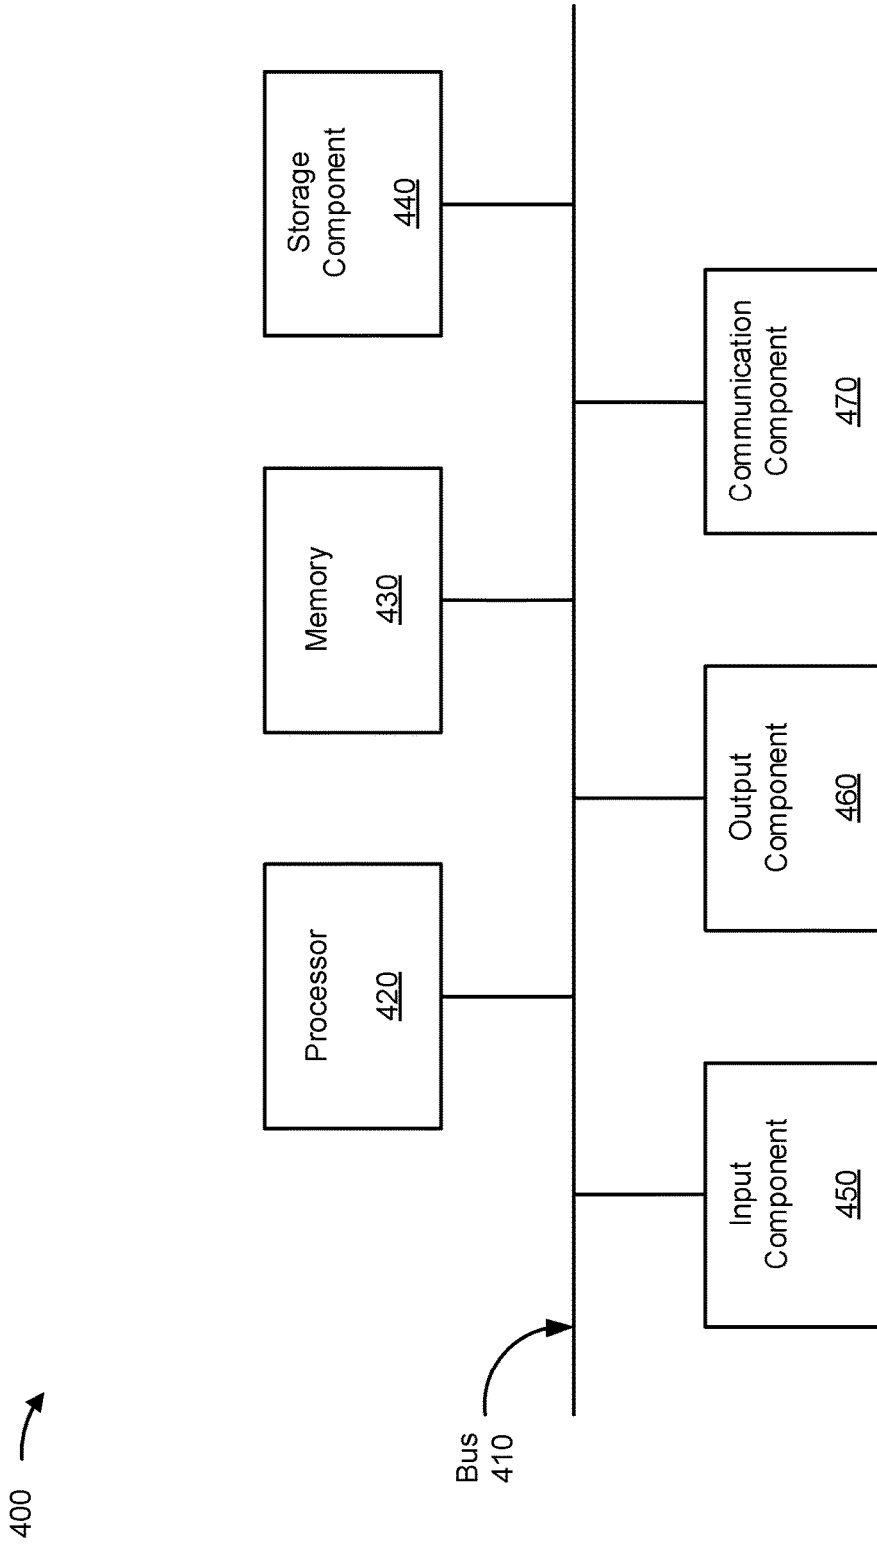 400
Processor
420
Memory
430
Storage
Component
440
Bus
410
Input
Component
450
Output
Component
460
Communication
Component
470